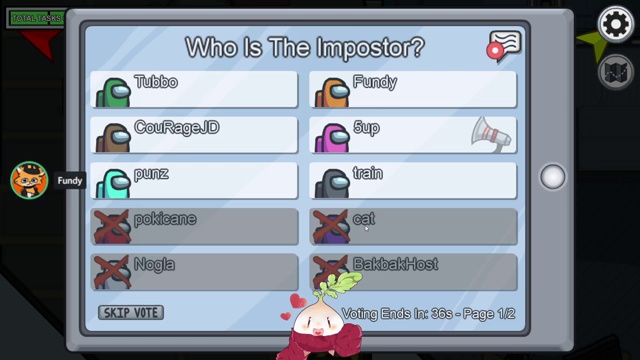 TOTAL TASKS
Who Is The Impostor?
Tubbo
Fundy
CouRageJD
5up
punz
train
Fundy
pokicane
cat
Nogla
BakbakHost
SKIP VOTE
Voting Ends In: 36s - Page 1/2